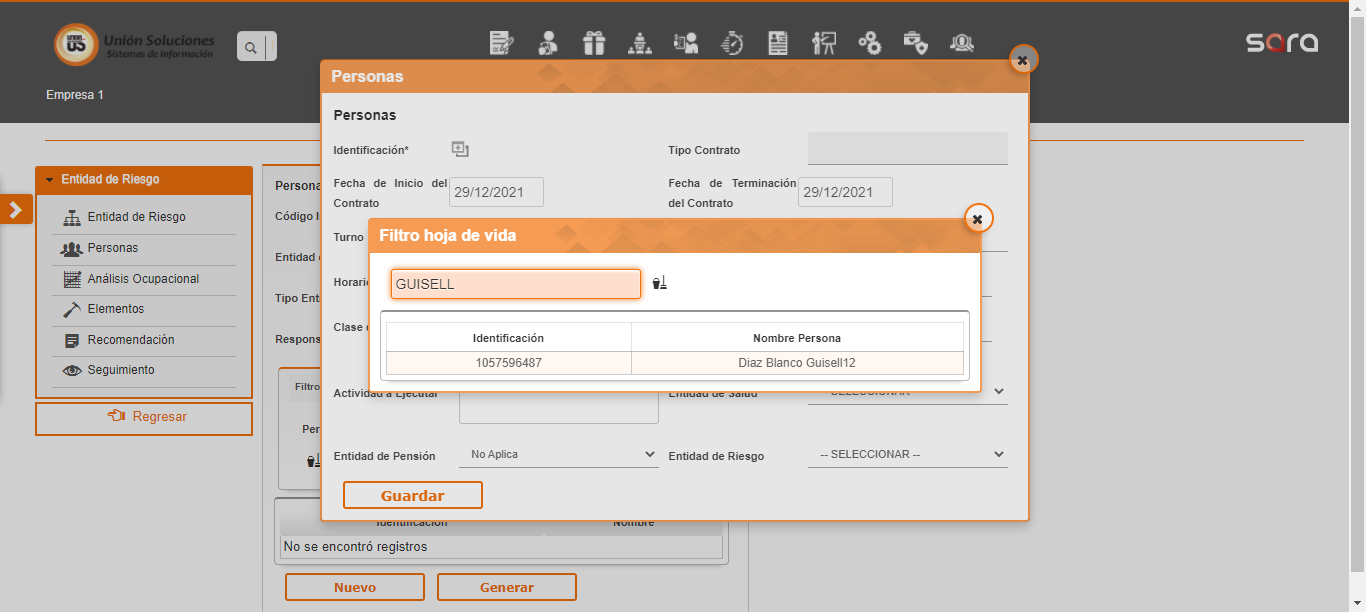 Unión Soluciones
Sistemas de Información
sora
Empresa 1
Entidad de Riesgo
Entidad de Riesgo
Personas
Análisis Ocupacional
Elementos
Recomendación
Seguimiento
Regresar
Persona
Código I
Entidad
Tipo Ent
Respons
Filtro
Per
Personas
Personas
Identificación*
Tipo Contrato
Fecha de Inicio del Contrato
29/12/2021
Fecha de Terminación del Contrato
29/12/2021
Turno
Horari
Clase
Filtro hoja de vida
GUISELL
Identificación Nombre Persona
1057596487 Diaz Blanco Guisell12
Actividad a Ejecutar
Entidad de Salud
-- SELECCIONAR --
Entidad de Pensión
No Aplica
Entidad de Riesgo
-- SELECCIONAR --
Guardar
Identificación Nombre
No se encontró registros
Nuevo
Generar